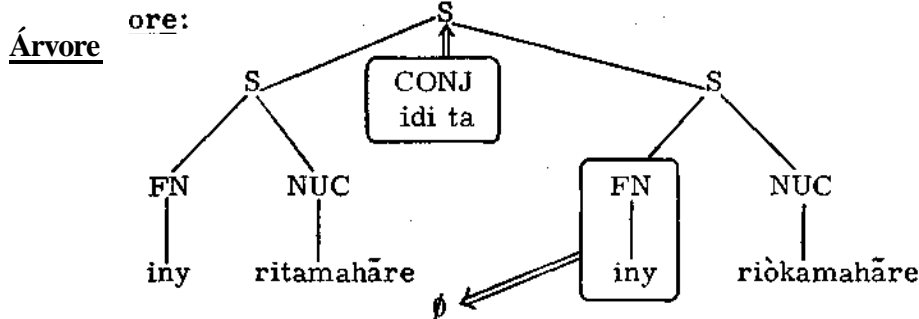 ore:
Árvore
S
S CONJ S
idi ta
FN NUC FN NUC
iny ritamahãre iny riòkamahãre
ø